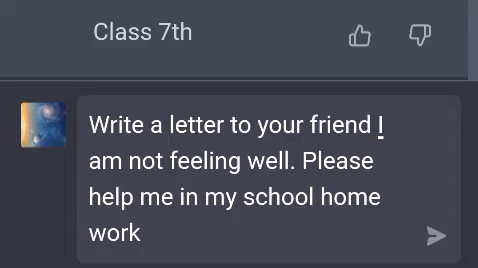 Class 7th
Write a letter to your friend I
am not feeling well. Please
help me in my school home
work